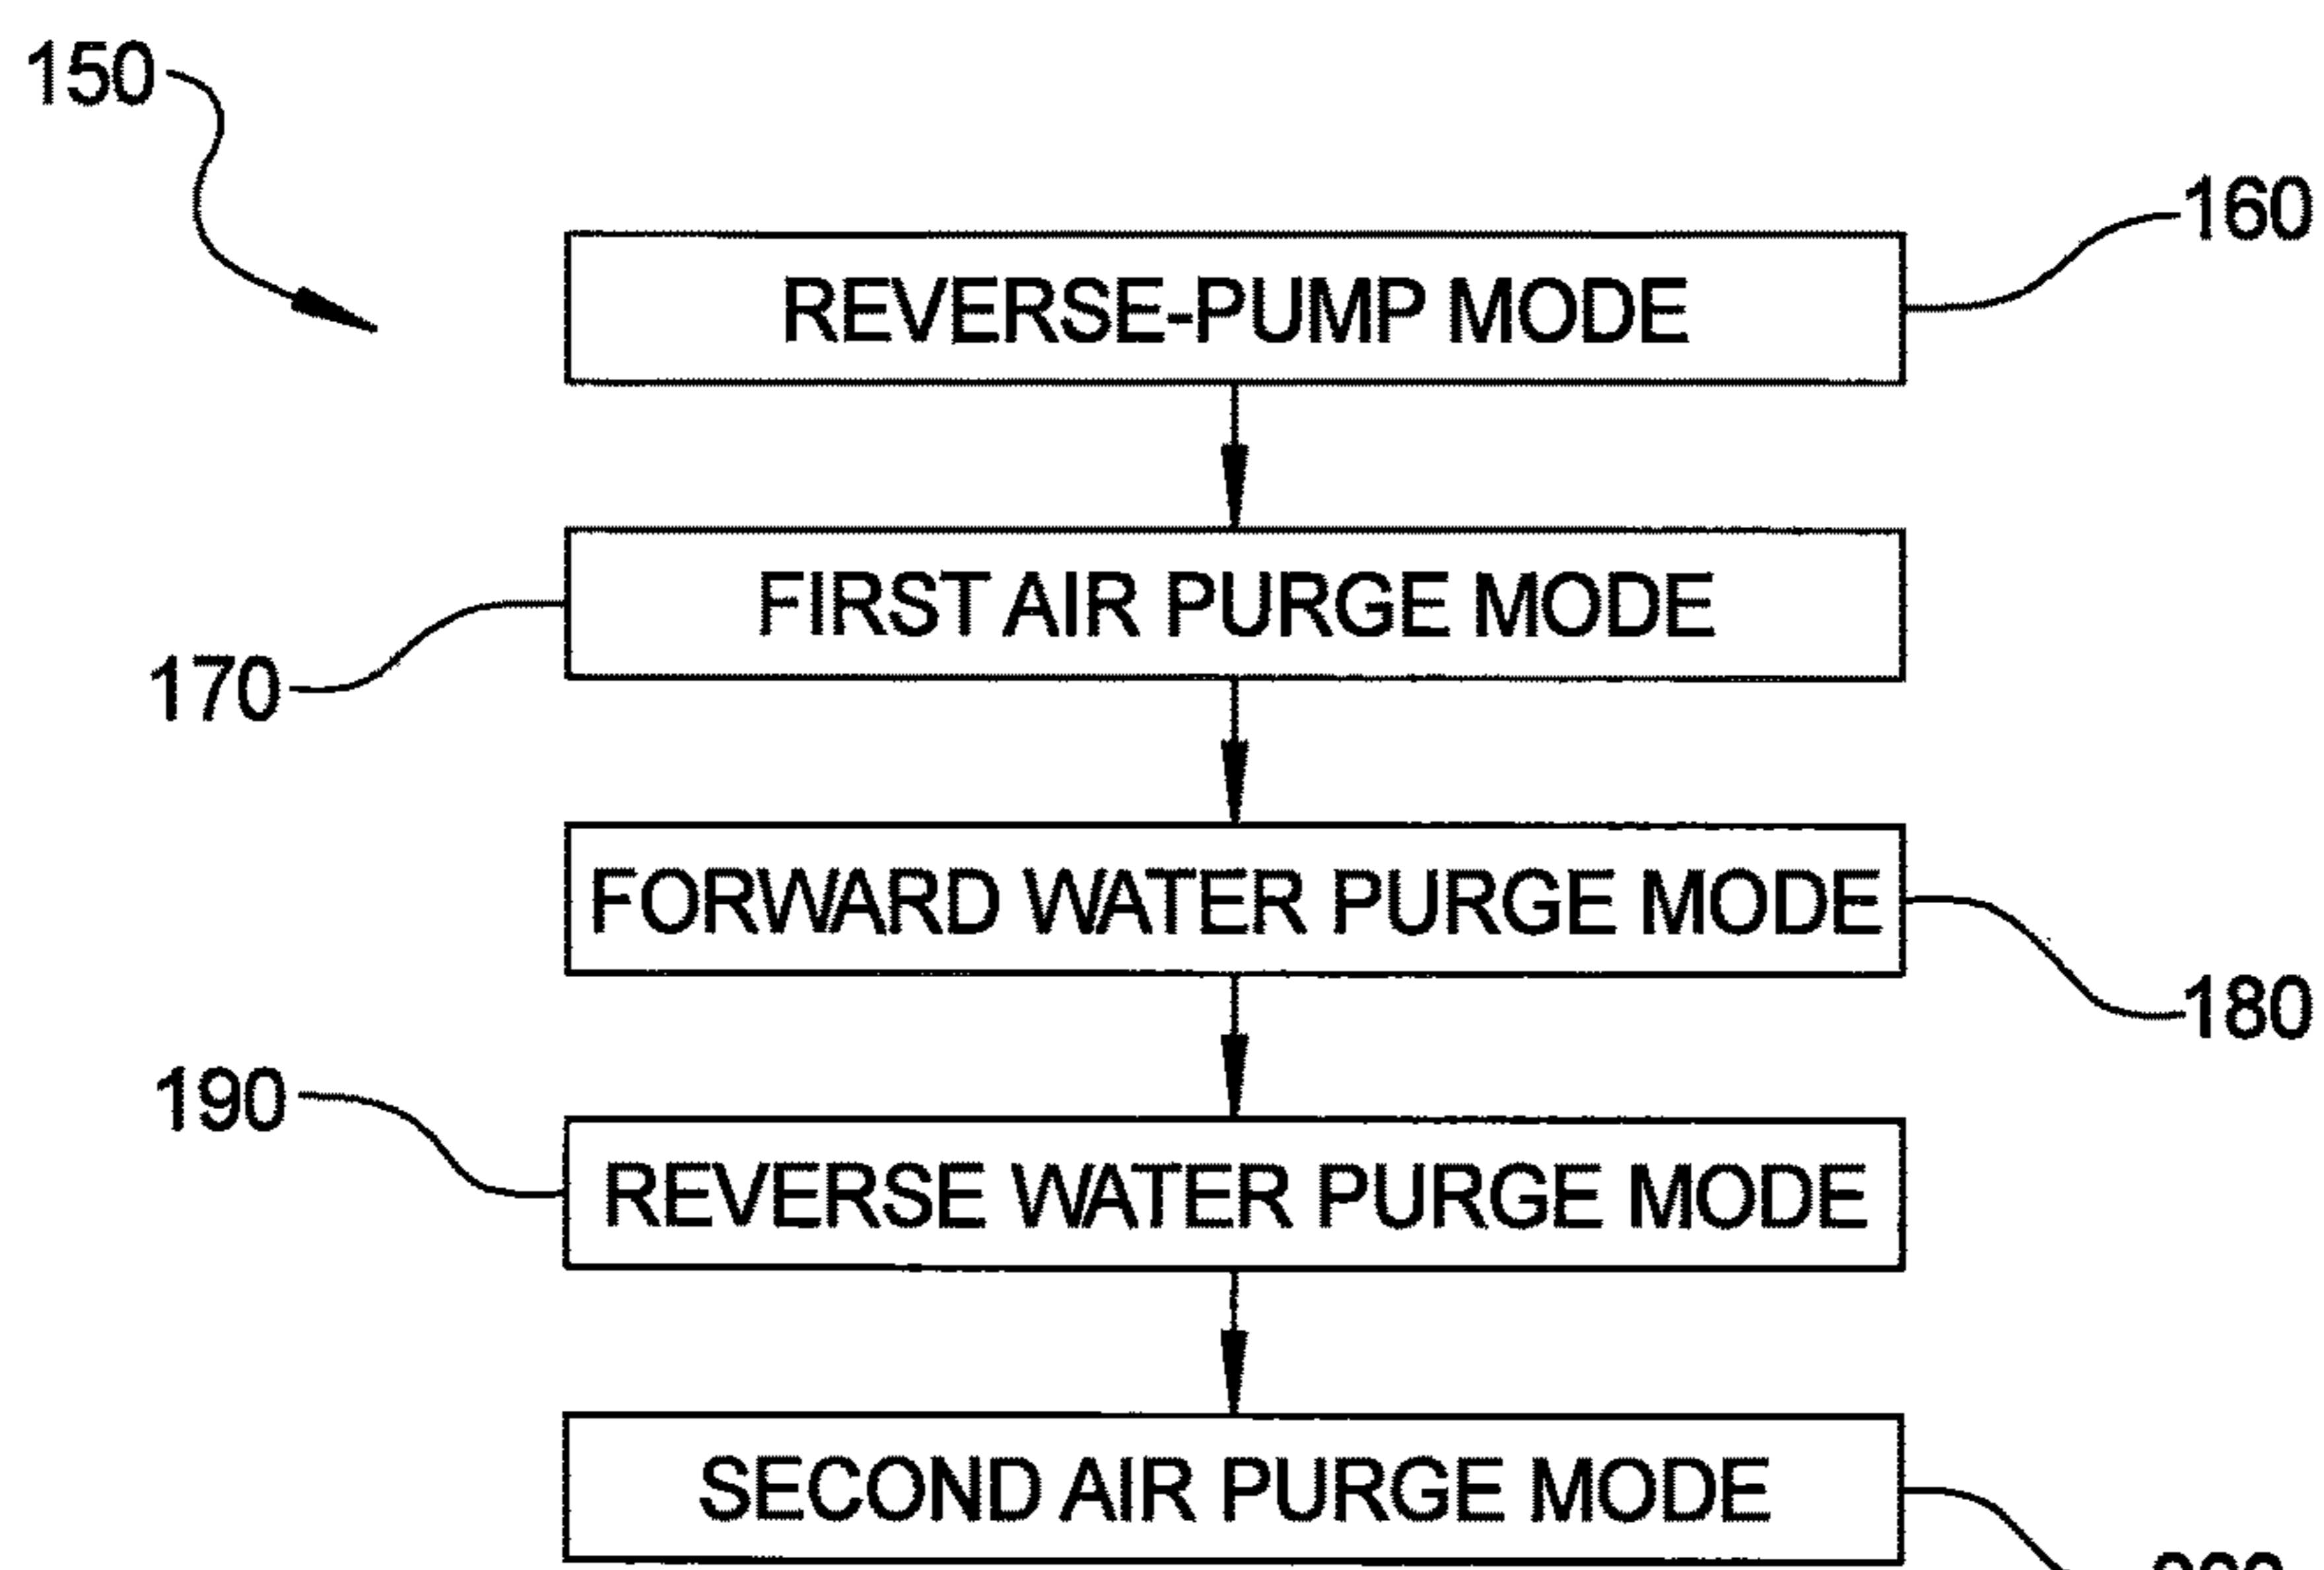 150
160
REVERSE-PUMP MODE
FIRST AIR PURGE MODE
170
FORWARD WATER PURGE MODE
180
190
REVERSE WATER PURGE MODE
SECOND AIR PURGE MODE